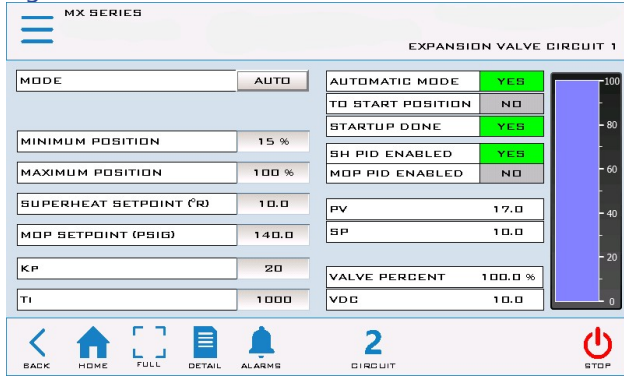 MX SERIES
EXPANSION VALVE CIRCUIT 1
MODE AUTO
MINIMUM POSITION 15 %
MAXIMUM POSITION 100 %
SUPERHEAT SETPOINT (°R) 10.0
MOP SETPOINT (PSIG) 140.0
KP 20
TI 1000
AUTOMATIC MODE YES
TO START POSITION NO
STARTUP DONE YES
SH PID ENABLED YES
MOP PID ENABLED NO
PV 17.0
SP 10.0
VALVE PERCENT 100.0 %
VDC 10.0
100
80
60
40
20
0
2
BACK HOME FULL DETAIL ALARMS CIRCUIT STOP